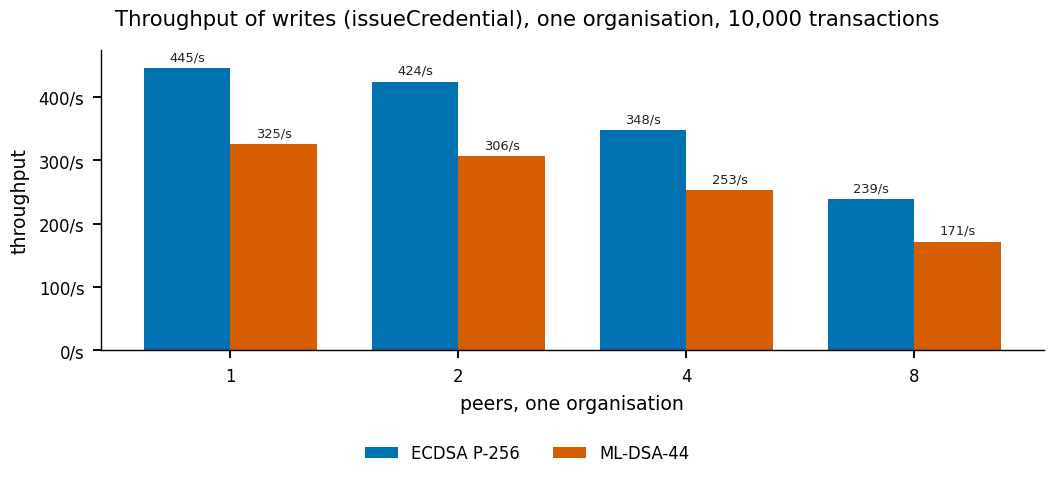 Throughput of writes (issueCredential), one organisation, 10,000 transactions
throughput
400/s
300/s
200/s
100/s
0/s
445/s
325/s
424/s
306/s
348/s
253/s
239/s
171/s
1
2
4
8
peers, one organisation
ECDSA P-256
ML-DSA-44